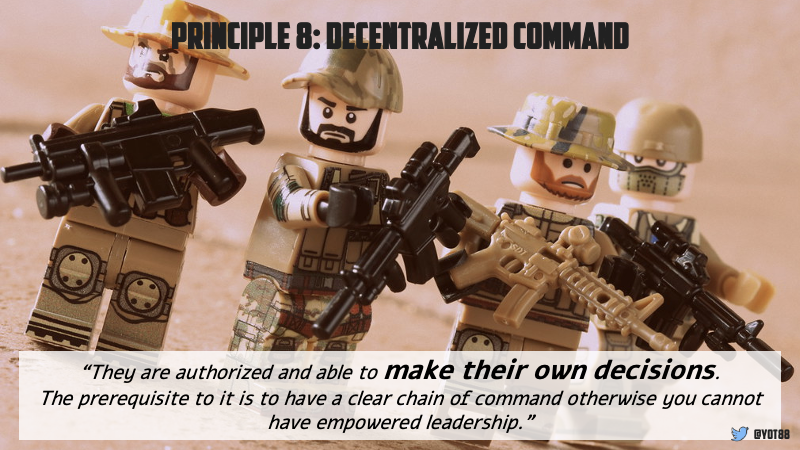 PRINCIPLE 8: DECENTRALIZED COMMAND
“They are authorized and able to make their own decisions.
The prerequisite to it is to have a clear chain of command otherwise you cannot
have empowered leadership.”
@YOT88